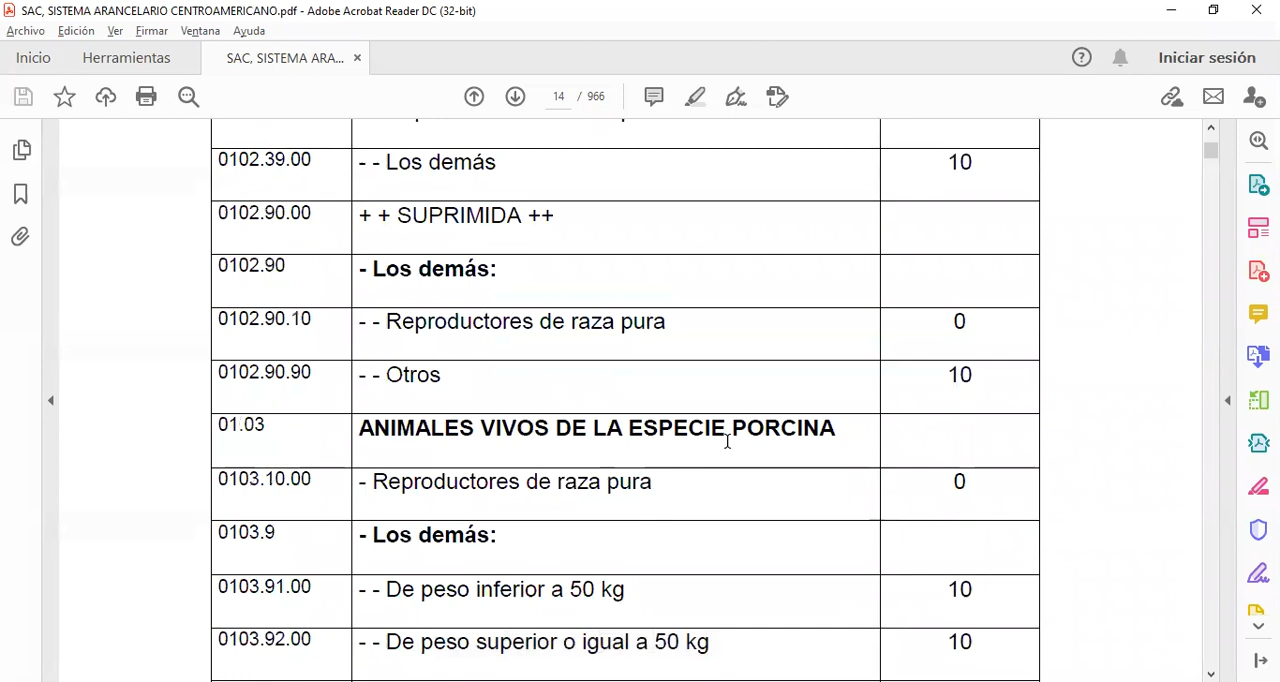 SAC, SISTEMA ARANCELARIO CENTROAMERICANO.pdf - Adobe Acrobat Reader DC (32-bit)
Archivo Edición Ver Firmar Ventana Ayuda
Inicio Herramientas SAC, SISTEMA ARA... × Iniciar sesión
14 / 966
0102.39.00 - - Los demás 10
0102.90.00 + + SUPRIMIDA ++
0102.90 - Los demás:
0102.90.10 - - Reproductores de raza pura 0
0102.90.90 - - Otros 10
01.03 ANIMALES VIVOS DE LA ESPECIE PORCINA
0103.10.00 - Reproductores de raza pura 0
0103.9 - Los demás:
0103.91.00 - - De peso inferior a 50 kg 10
0103.92.00 - - De peso superior o igual a 50 kg 10